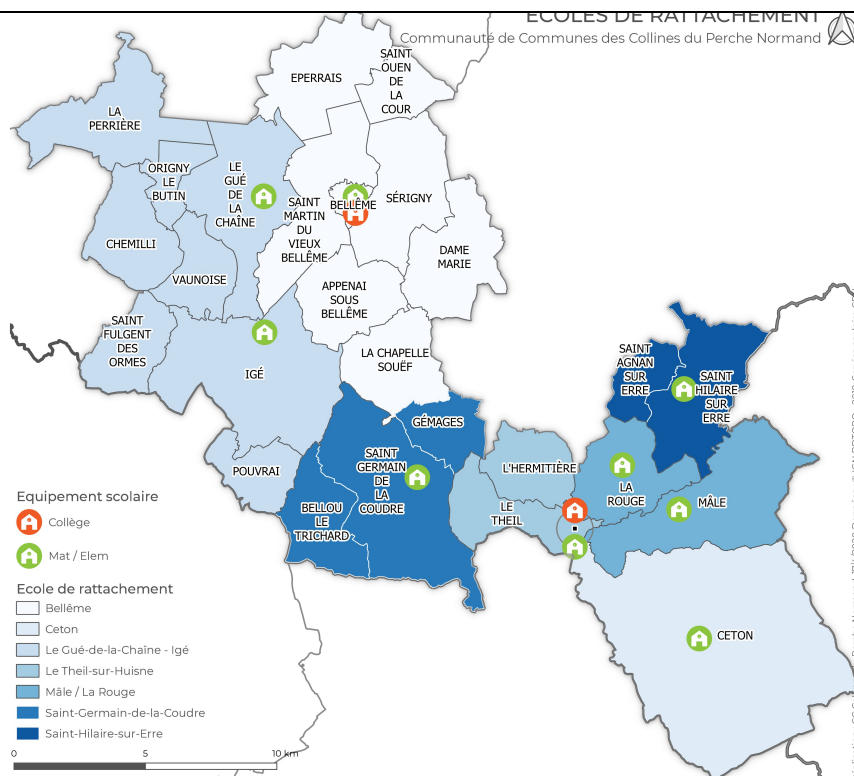 ÉCOLES DE RATTACHEMENT
Communauté de Communes des Collines du Perche Normand
SAINT
OUEN
DE
LA
COUR
EPERRAIS
LA
PERRIÈRE
ORIGNY
LE
BUTIN
LE
GUÉ
DE
LA
CHAÎNE
SAINT
MARTIN
DU
VIEUX
BELLÊME
BELLÊME
SÉRIGNY
CHEMILLI
DAME
MARIE
VAUNOISE
APPENAI
SOUS
BELLÊME
SAINT
FULGENT
DES
ORMES
IGÉ
LA CHAPELLE
SOUËF
SAINT
AGNAN
SUR
ERRE
SAINT
HILAIRE
SUR
ERRE
GÉMAGES
SAINT
GERMAIN
DE
LA
COUDRE
POUVRAI
L'HERMITIÈRE
LA
ROUGE
MÂLE
BELLOU
LE
TRICHARD
LE
THEIL
CETON
Equipement scolaire
Collège
Mat / Elem
Ecole de rattachement
Bellême
Ceton
Le Gué-de-la-Chaîne - Igé
Le Theil-sur-Huisne
Mâle / La Rouge
Saint-Germain-de-la-Coudre
Saint-Hilaire-sur-Erre
0 5 10 km